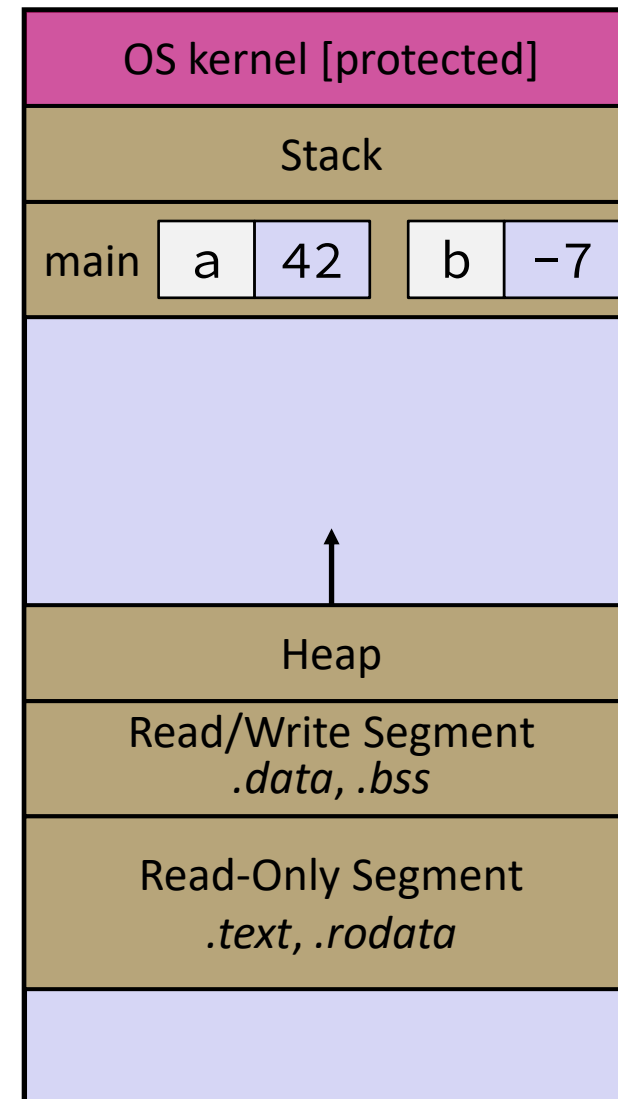 OS kernel [protected]
Stack
main a 42 b -7
Heap
Read/Write Segment
.data, .bss
Read-Only Segment
.text, .rodata